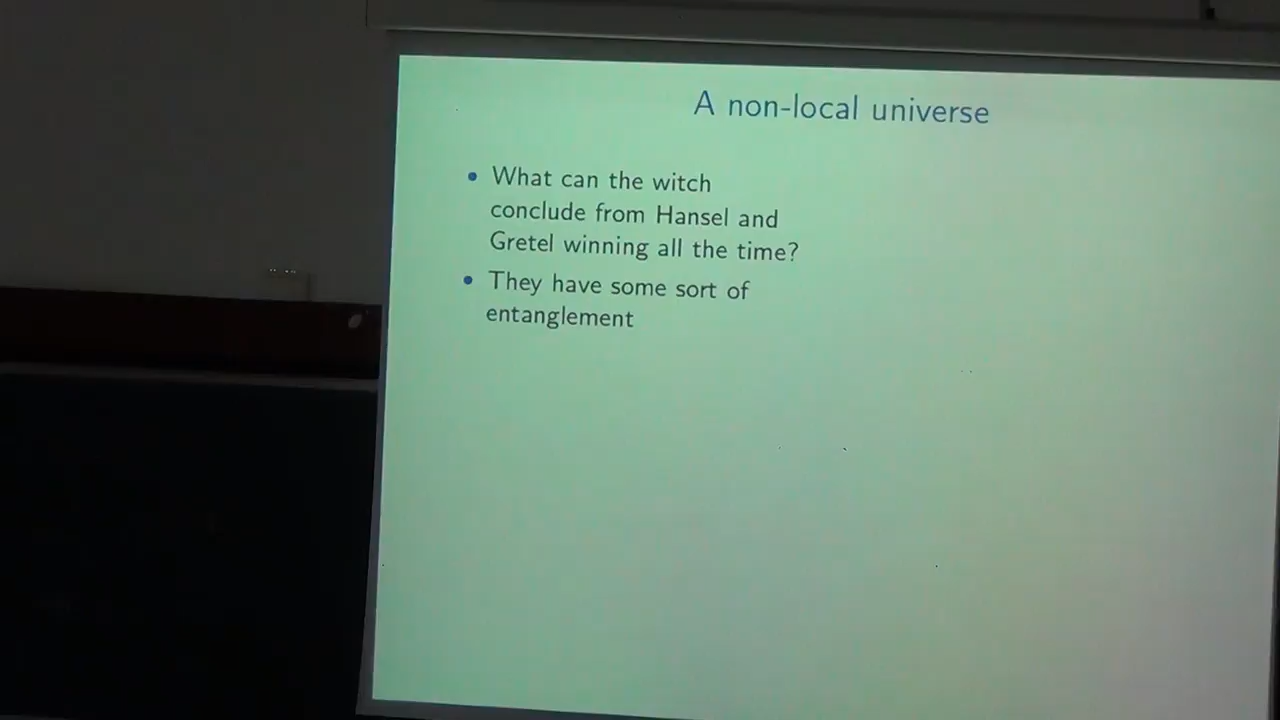 A non-local universe
• What can the witch
conclude from Hansel and
Gretel winning all the time?
• They have some sort of
entanglement